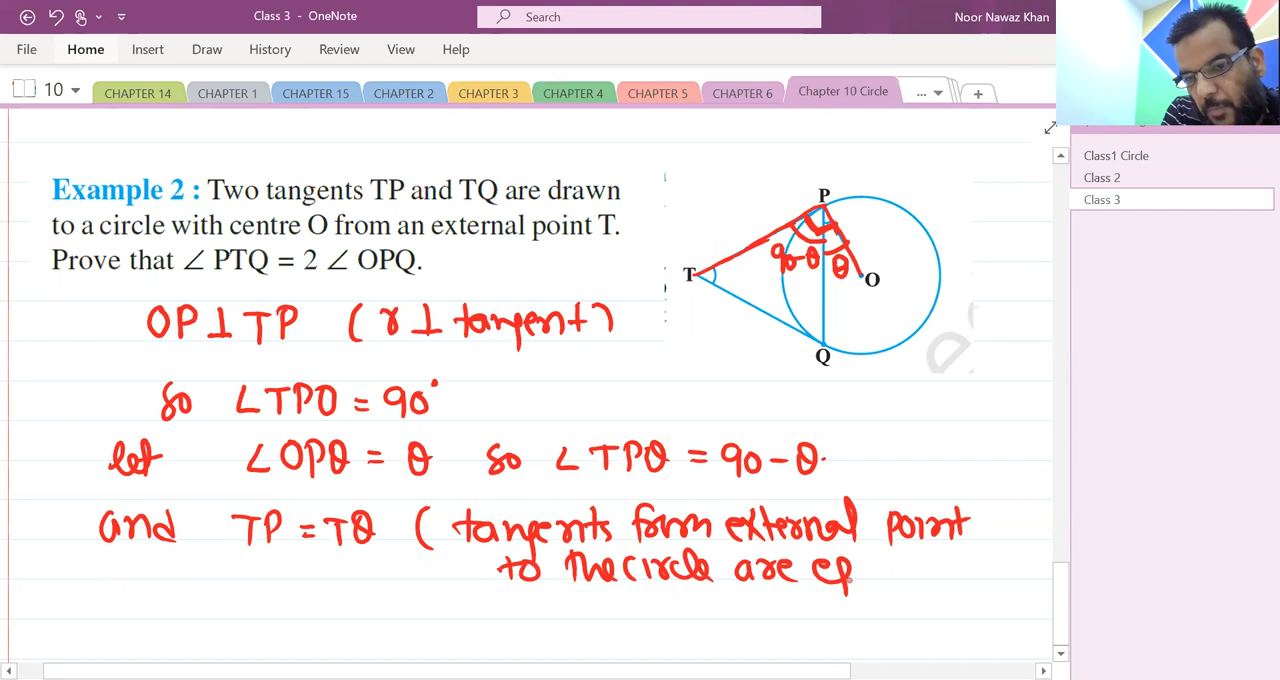 Class 3 - OneNote
Search
Noor Nawaz Khan
File Home Insert Draw History Review View Help
10 CHAPTER 14 CHAPTER 1 CHAPTER 15 CHAPTER 2 CHAPTER 3 CHAPTER 4 CHAPTER 5 CHAPTER 6 Chapter 10 Circle ... +
Class1 Circle
Class 2
Class 3
Example 2 : Two tangents TP and TQ are drawn
to a circle with centre O from an external point T.
Prove that ∠ PTQ = 2 ∠ OPQ.
P
90-θ θ
T
O
Q
OP⊥TP (r⊥ tangent)
so ∠TPO = 90°
let ∠OPQ = θ so ∠TPQ = 90-θ.
and TP = TQ ( tangents from external point
to the circle are eq